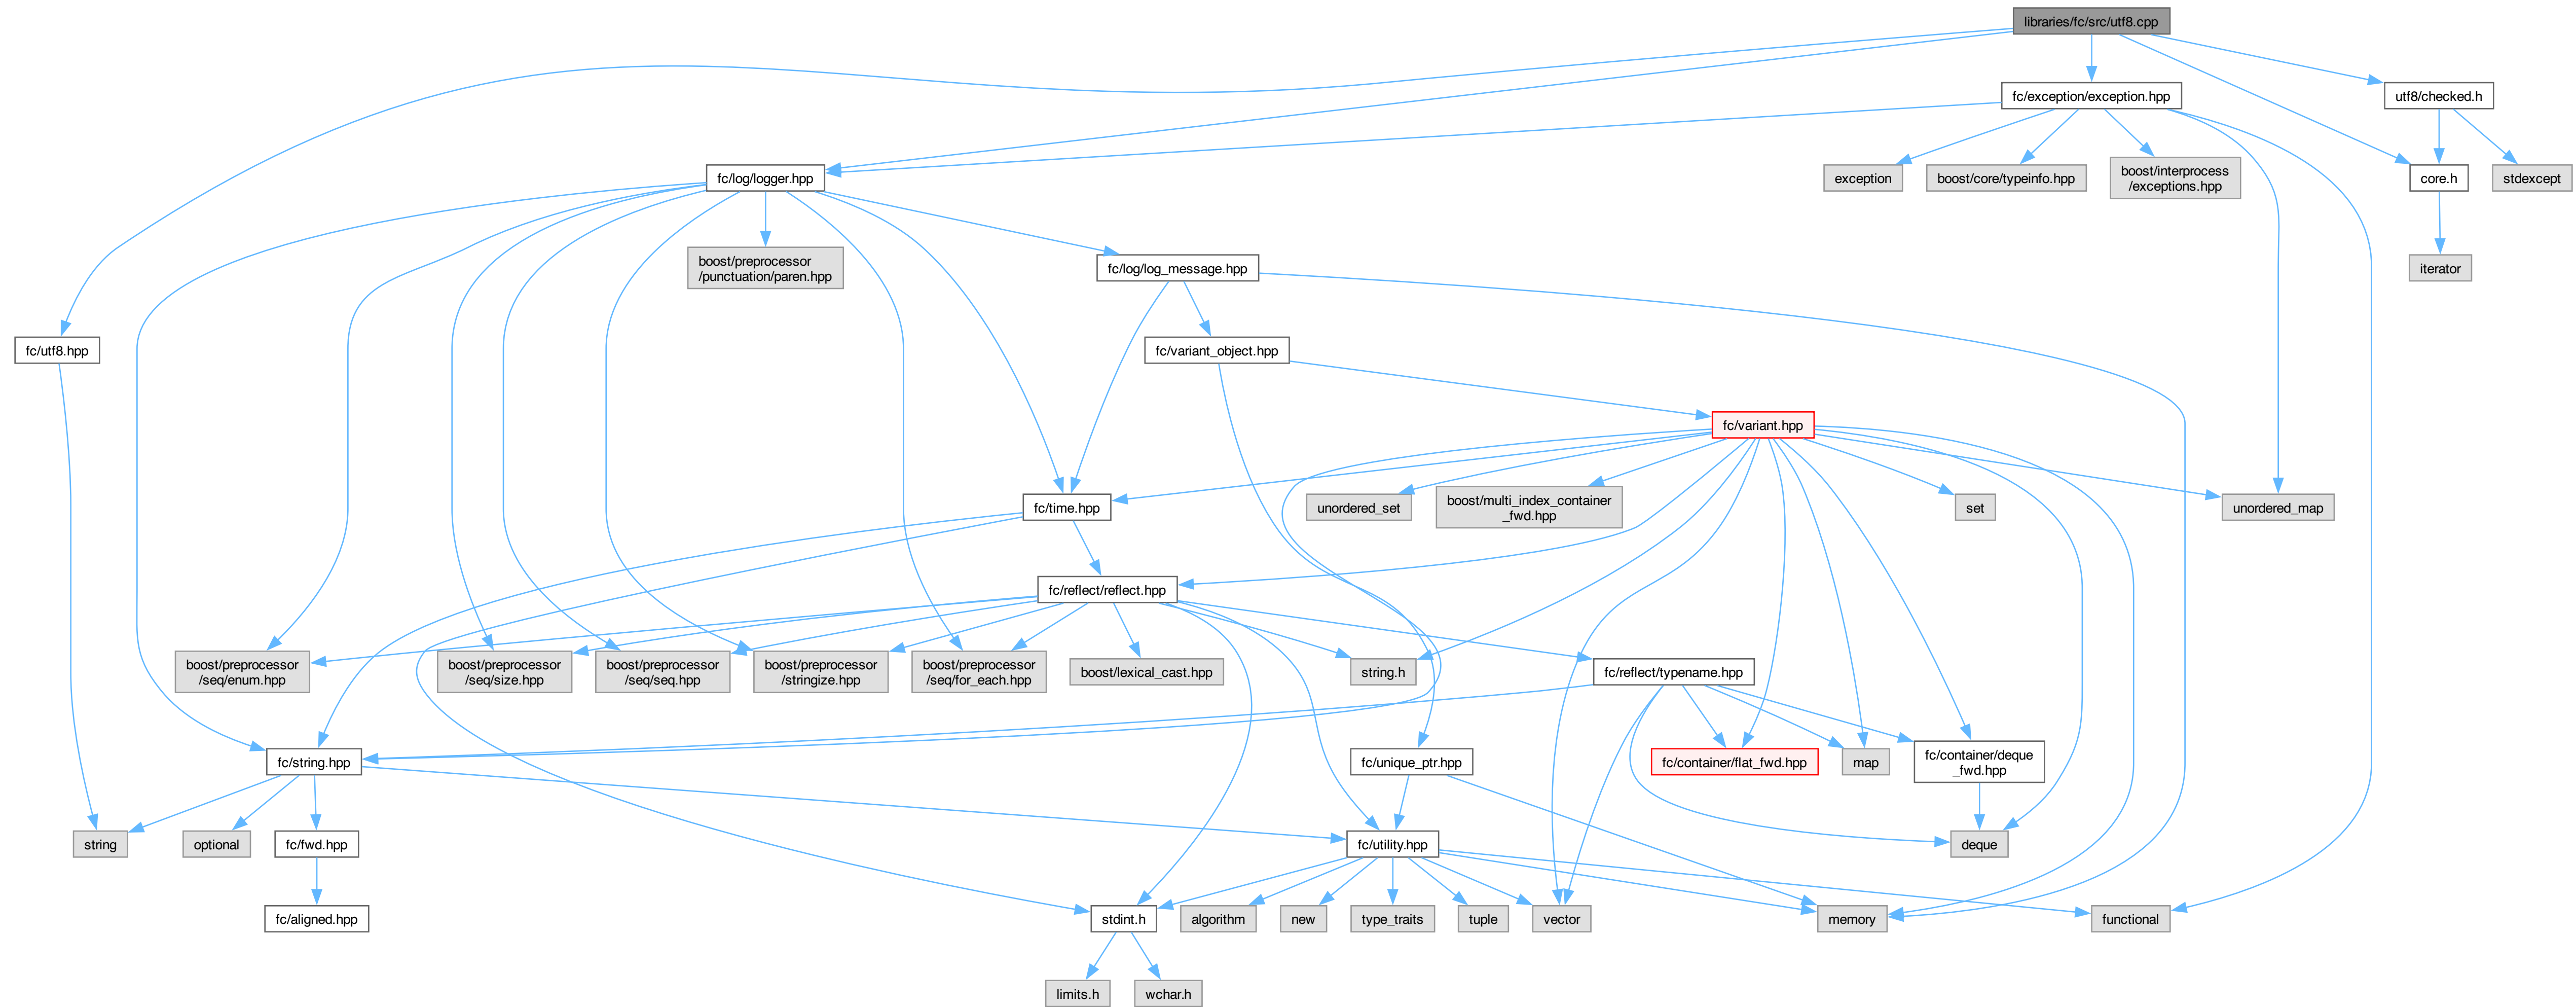 libraries/fc/src/utf8.cpp
fc/exception/exception.hpp
utf8/checked.h
fc/log/logger.hpp
exception
boost/core/typeinfo.hpp
boost/interprocess
/exceptions.hpp
core.h
stdexcept
boost/preprocessor
/punctuation/paren.hpp
fc/log/log_message.hpp
iterator
fc/utf8.hpp
fc/variant_object.hpp
fc/variant.hpp
fc/time.hpp
unordered_set
boost/multi_index_container
_fwd.hpp
set
unordered_map
fc/reflect/reflect.hpp
boost/preprocessor
/seq/enum.hpp
boost/preprocessor
/seq/size.hpp
boost/preprocessor
/seq/seq.hpp
boost/preprocessor
/stringize.hpp
boost/preprocessor
/seq/for_each.hpp
boost/lexical_cast.hpp
string.h
fc/reflect/typename.hpp
fc/string.hpp
fc/unique_ptr.hpp
fc/container/flat_fwd.hpp
map
fc/container/deque
_fwd.hpp
string
optional
fc/fwd.hpp
fc/utility.hpp
deque
fc/aligned.hpp
stdint.h
algorithm
new
type_traits
tuple
vector
memory
functional
limits.h
wchar.h